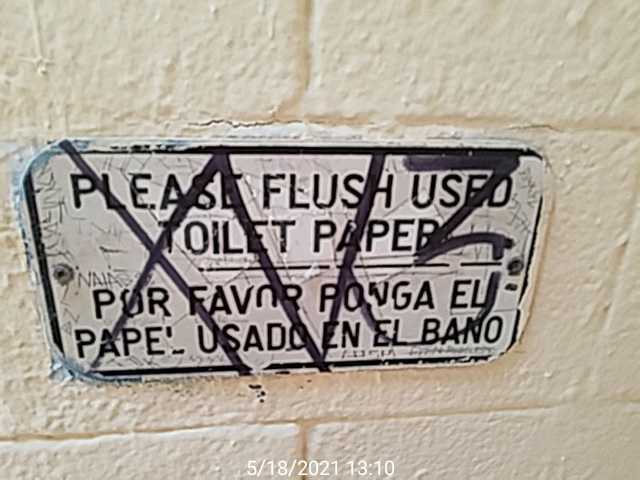 PLEASE FLUSH USED
TOILET PAPER
POR FAVOR PONGA EL
PAPEL USADO EN EL BANO
5/18/2021 13:10